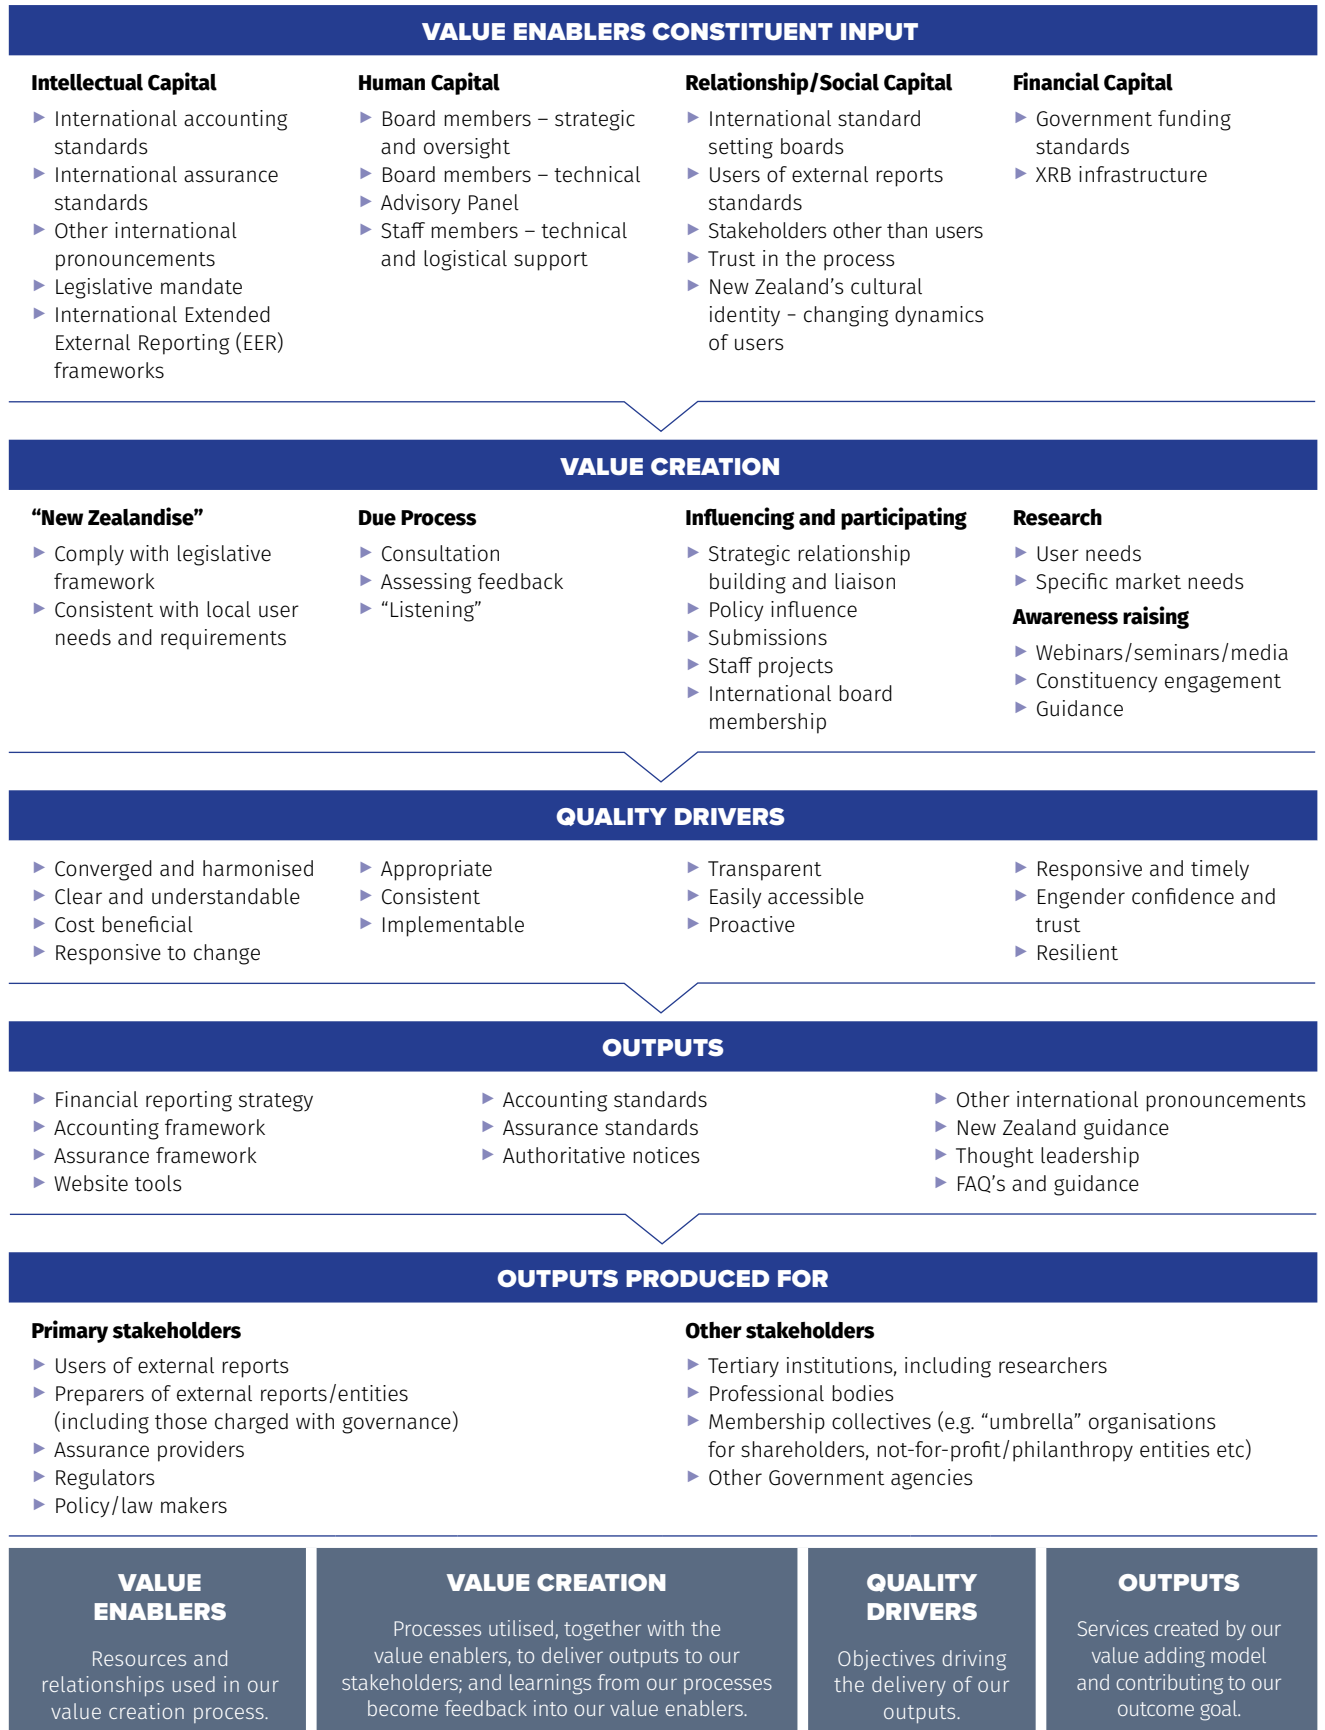 VALUE ENABLERS CONSTITUENT INPUT
Intellectual Capital
▶ International accounting
standards
▶ International assurance
standards
▶ Other international
pronouncements
▶ Legislative mandate
▶ International Extended
External Reporting (EER)
frameworks
Human Capital
▶ Board members – strategic
and oversight
▶ Board members – technical
▶ Advisory Panel
▶ Staff members – technical
and logistical support
Relationship/Social Capital
▶ International standard
setting boards
▶ Users of external reports
standards
▶ Stakeholders other than users
▶ Trust in the process
▶ New Zealand’s cultural
identity – changing dynamics
of users
Financial Capital
▶ Government funding
standards
▶ XRB infrastructure
VALUE CREATION
“New Zealandise”
▶ Comply with legislative
framework
▶ Consistent with local user
needs and requirements
Due Process
▶ Consultation
▶ Assessing feedback
▶ “Listening”
Influencing and participating
▶ Strategic relationship
building and liaison
▶ Policy influence
▶ Submissions
▶ Staff projects
▶ International board
membership
Research
▶ User needs
▶ Specific market needs
Awareness raising
▶ Webinars/seminars/media
▶ Constituency engagement
▶ Guidance
QUALITY DRIVERS
▶ Converged and harmonised
▶ Clear and understandable
▶ Cost beneficial
▶ Responsive to change
▶ Appropriate
▶ Consistent
▶ Implementable
▶ Transparent
▶ Easily accessible
▶ Proactive
▶ Responsive and timely
▶ Engender confidence and
trust
▶ Resilient
OUTPUTS
▶ Financial reporting strategy
▶ Accounting framework
▶ Assurance framework
▶ Website tools
▶ Accounting standards
▶ Assurance standards
▶ Authoritative notices
▶ Other international pronouncements
▶ New Zealand guidance
▶ Thought leadership
▶ FAQ’s and guidance
OUTPUTS PRODUCED FOR
Primary stakeholders
▶ Users of external reports
▶ Preparers of external reports/entities
(including those charged with governance)
▶ Assurance providers
▶ Regulators
▶ Policy/law makers
Other stakeholders
▶ Tertiary institutions, including researchers
▶ Professional bodies
▶ Membership collectives (e.g. “umbrella” organisations
for shareholders, not-for-profit/philanthropy entities etc)
▶ Other Government agencies
VALUE
ENABLERS
Resources and
relationships used in our
value creation process.
VALUE CREATION
Processes utilised, together with the
value enablers, to deliver outputs to our
stakeholders; and learnings from our processes
become feedback into our value enablers.
QUALITY
DRIVERS
Objectives driving
the delivery of our
outputs.
OUTPUTS
Services created by our
value adding model
and contributing to our
outcome goal.